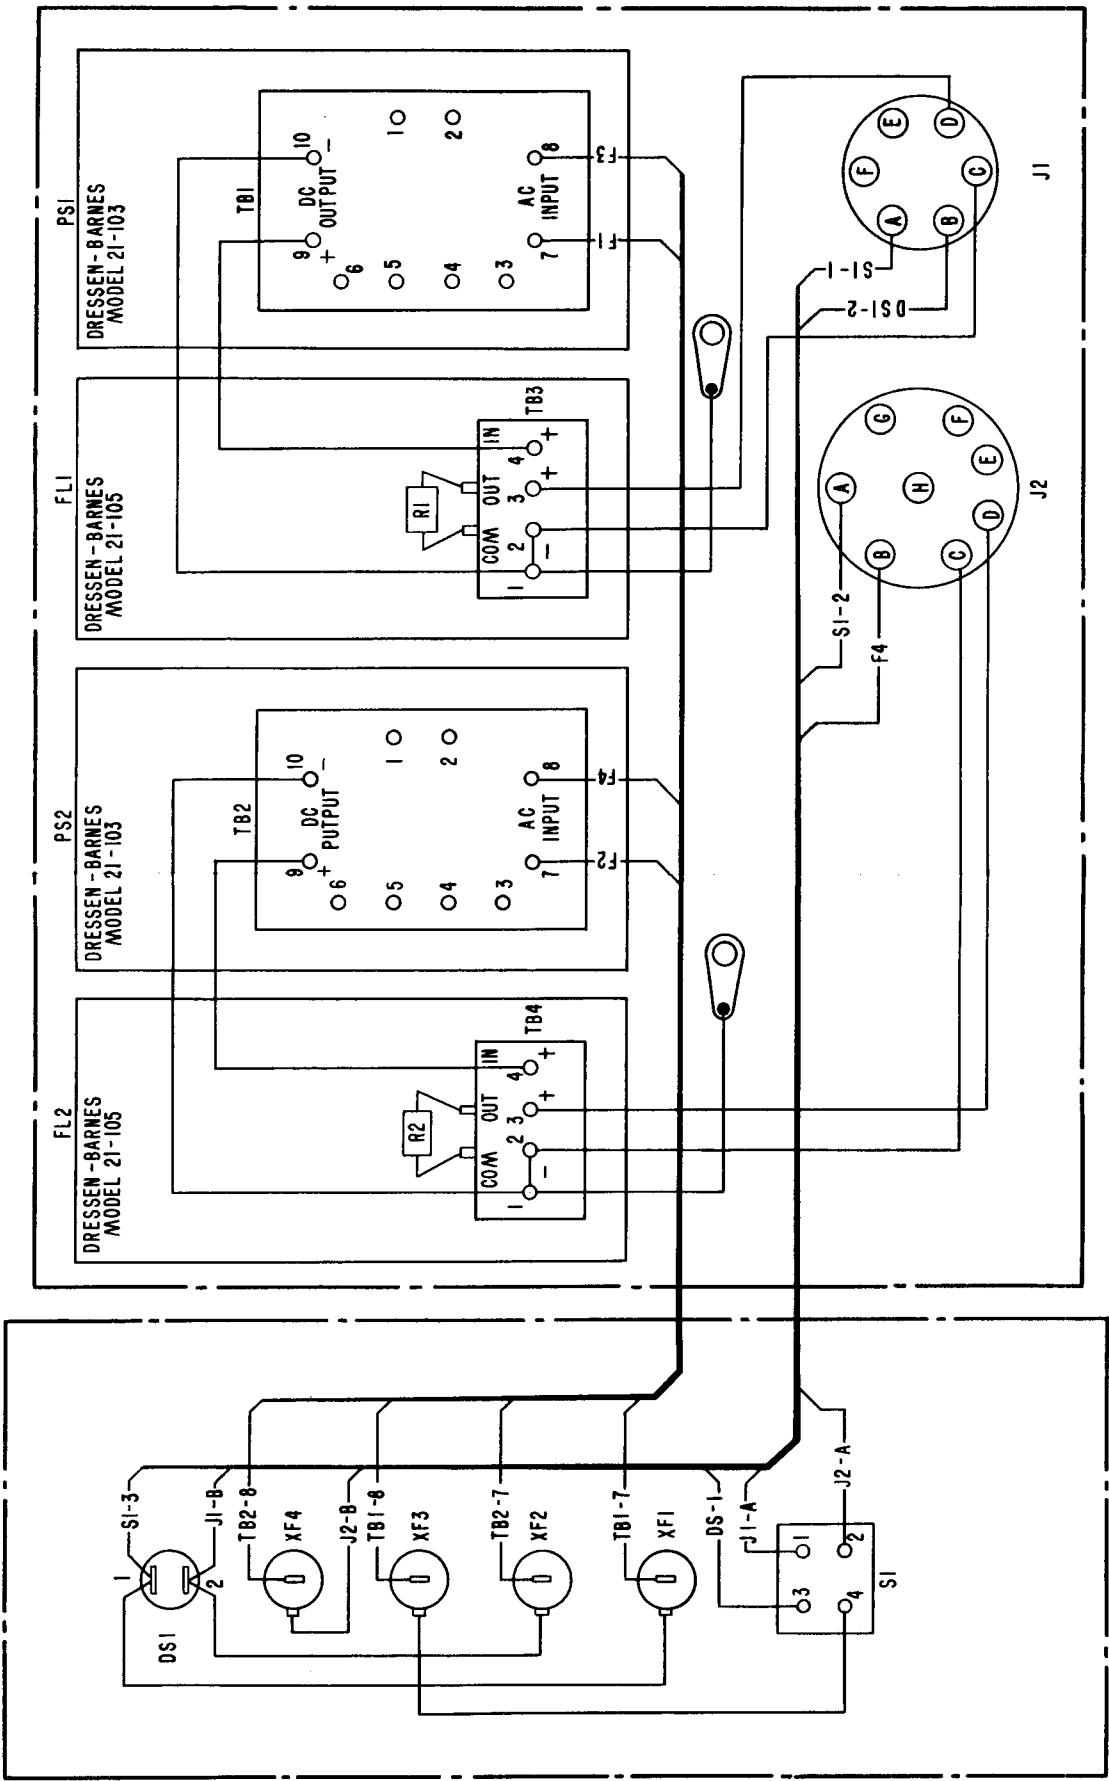 PS1
DRESSEN-BARNES
MODEL 21-103
TB1
10
-
DC
OUTPUT
9
+
1
2
6
5
4
3
AC
INPUT
8
7
F3
F1
FL1
DRESSEN-BARNES
MODEL 21-105
R1
TB3
IN
OUT
COM
4
+
3
+
2
-
1
PS2
DRESSEN-BARNES
MODEL 21-103
TB2
10
-
DC
PUTPUT
9
+
1
2
6
5
4
3
AC
INPUT
8
7
F4
F2
FL2
DRESSEN-BARNES
MODEL 21-105
R2
TB4
IN
OUT
COM
4
+
3
+
2
-
1
J1
A
B
C
D
E
F
S1-1
DS1-2
J2
A
B
C
D
E
F
G
H
S1-2
F4
DS1
1
2
S1-3
J1-B
TB2-8
XF4
J2-B
TB1-8
XF3
TB2-7
XF2
TB1-7
XF1
DS-1
J1-A
J2-A
S1
1
2
3
4